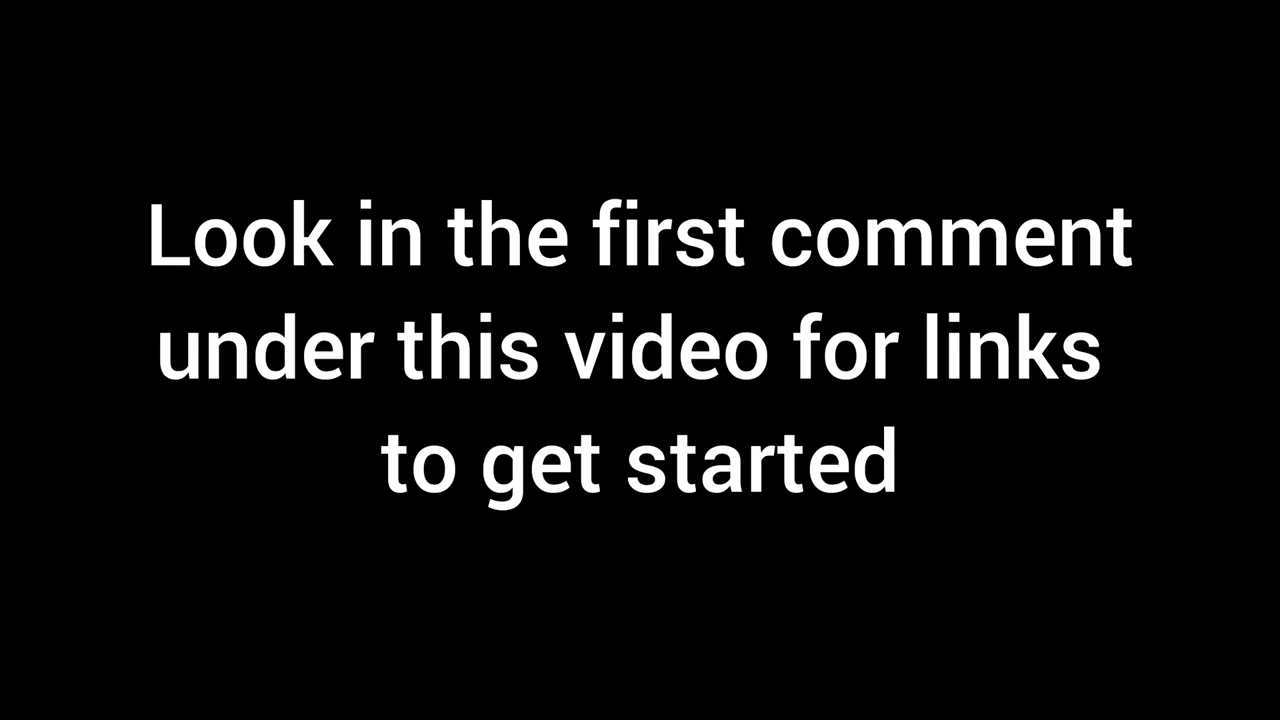 Look in the first comment
under this video for links
to get started